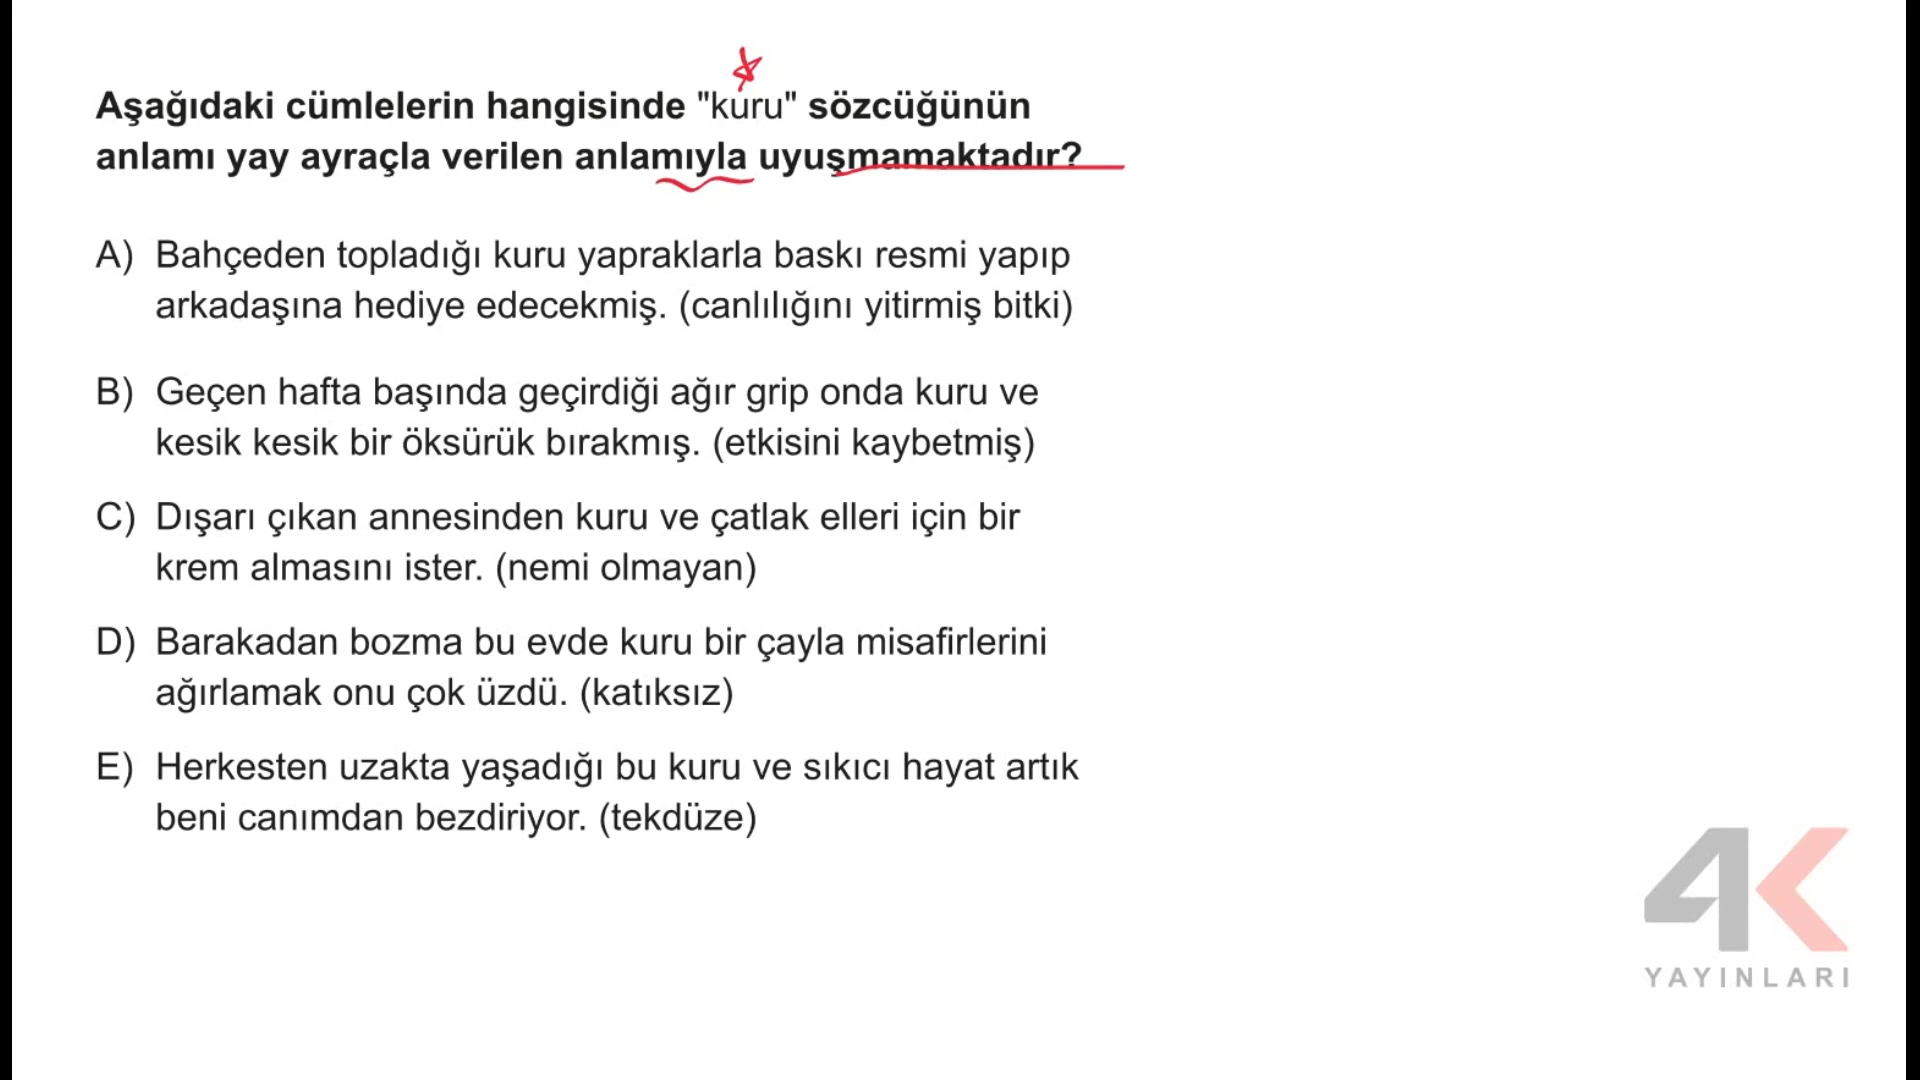 Aşağıdaki cümlelerin hangisinde "kuru" sözcüğünün
anlamı yay ayraçla verilen anlamıyla uyuşmamaktadır?
A) Bahçeden topladığı kuru yapraklarla baskı resmi yapıp
arkadaşına hediye edecekmiş. (canlılığını yitirmiş bitki)
B) Geçen hafta başında geçirdiği ağır grip onda kuru ve
kesik kesik bir öksürük bırakmış. (etkisini kaybetmiş)
C) Dışarı çıkan annesinden kuru ve çatlak elleri için bir
krem almasını ister. (nemi olmayan)
D) Barakadan bozma bu evde kuru bir çayla misafirlerini
ağırlamak onu çok üzdü. (katıksız)
E) Herkesten uzakta yaşadığı bu kuru ve sıkıcı hayat artık
beni canımdan bezdiriyor. (tekdüze)
4K
YAYINLARI